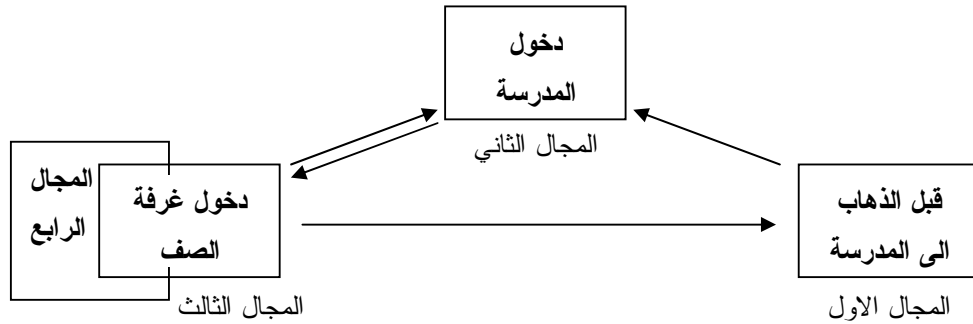 دخول
المدرسة
المجال الثاني
قبل الذهاب
الى المدرسة
المجال الاول
دخول غرفة
الصف
المجال الثالث
المجال
الرابع